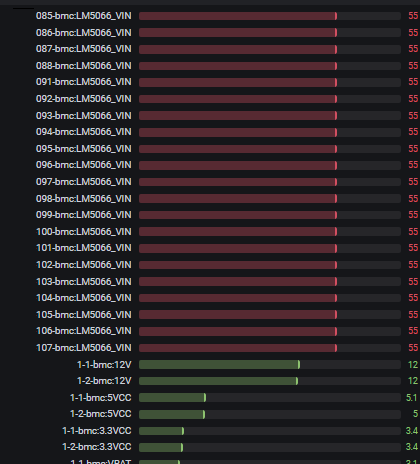 085-bmc:LM5066_VIN 55
086-bmc:LM5066_VIN 55
087-bmc:LM5066_VIN 55
088-bmc:LM5066_VIN 55
091-bmc:LM5066_VIN 55
092-bmc:LM5066_VIN 55
093-bmc:LM5066_VIN 55
094-bmc:LM5066_VIN 55
095-bmc:LM5066_VIN 55
096-bmc:LM5066_VIN 55
097-bmc:LM5066_VIN 55
098-bmc:LM5066_VIN 55
099-bmc:LM5066_VIN 55
100-bmc:LM5066_VIN 55
101-bmc:LM5066_VIN 55
102-bmc:LM5066_VIN 55
103-bmc:LM5066_VIN 55
104-bmc:LM5066_VIN 55
105-bmc:LM5066_VIN 55
106-bmc:LM5066_VIN 55
107-bmc:LM5066_VIN 55
1-1-bmc:12V 12
1-2-bmc:12V 12
1-1-bmc:5VCC 5.1
1-2-bmc:5VCC 5
1-1-bmc:3.3VCC 3.4
1-2-bmc:3.3VCC 3.4
1-1-bmc:VBAT 3.1